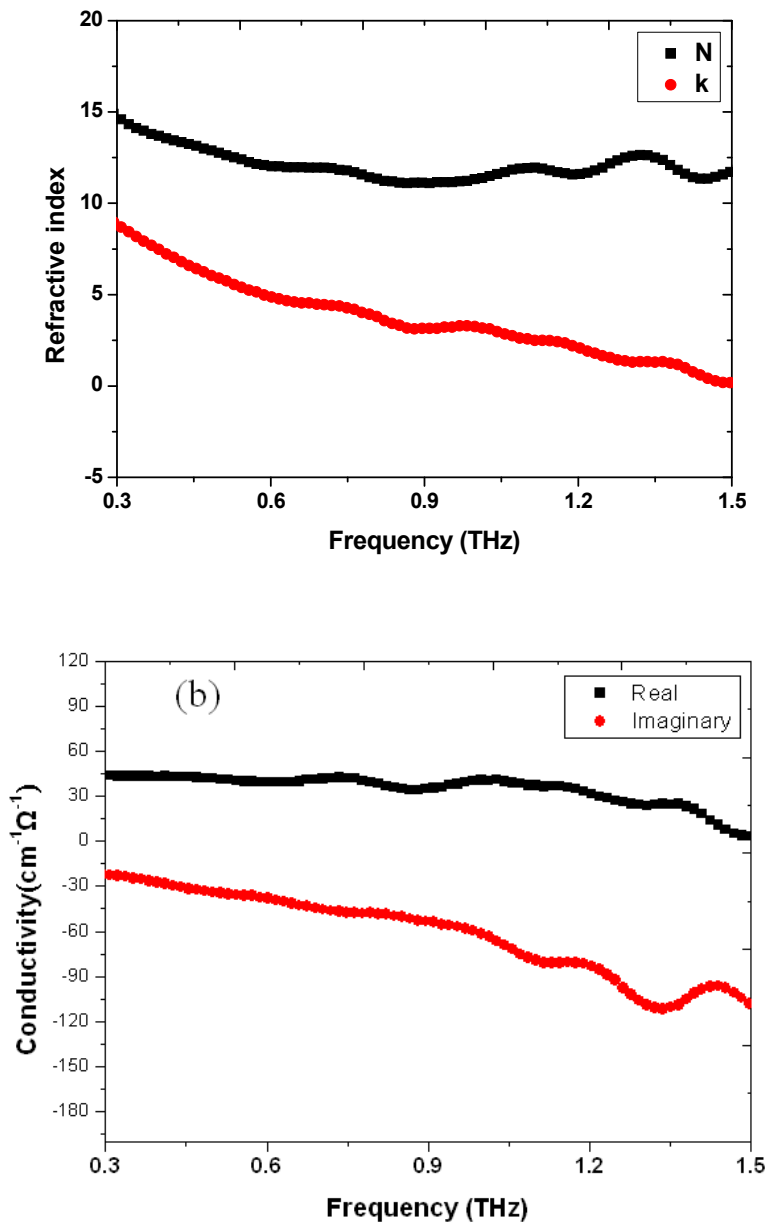 20
15
10
5
0
-5
Refractive index
N
k
0.3 0.6 0.9 1.2 1.5
Frequency (THz)
120
90
60
30
0
-30
-60
-90
-120
-150
-180
Conductivity(cm⁻¹Ω⁻¹)
(b)
Real
Imaginary
0.3 0.6 0.9 1.2 1.5
Frequency (THz)